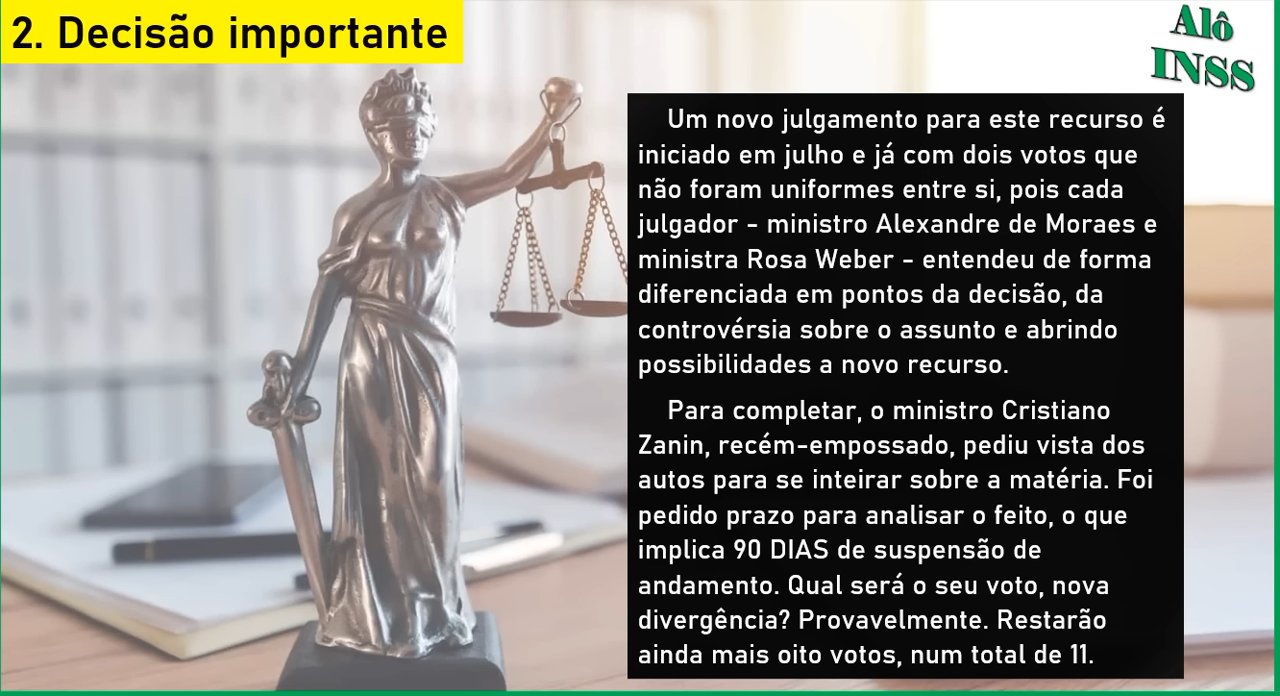 2. Decisão importante
Alô
INSS
Um novo julgamento para este recurso é
iniciado em julho e já com dois votos que
não foram uniformes entre si, pois cada
julgador - ministro Alexandre de Moraes e
ministra Rosa Weber - entendeu de forma
diferenciada em pontos da decisão, da
controvérsia sobre o assunto e abrindo
possibilidades a novo recurso.
Para completar, o ministro Cristiano
Zanin, recém-empossado, pediu vista dos
autos para se inteirar sobre a matéria. Foi
pedido prazo para analisar o feito, o que
implica 90 DIAS de suspensão de
andamento. Qual será o seu voto, nova
divergência? Provavelmente. Restarão
ainda mais oito votos, num total de 11.